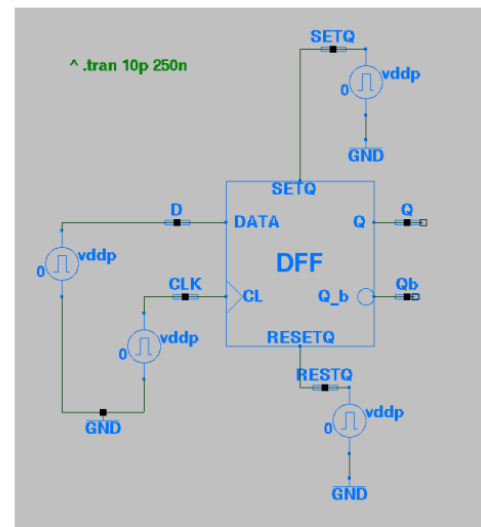 SETQ
^ .tran 10p 250n
vddp
0
GND
SETQ
D
DATA
Q
Q
vddp
0
DFF
CLK
CL
Q_b
Qb
vddp
0
RESETQ
RESTQ
vddp
0
GND
GND